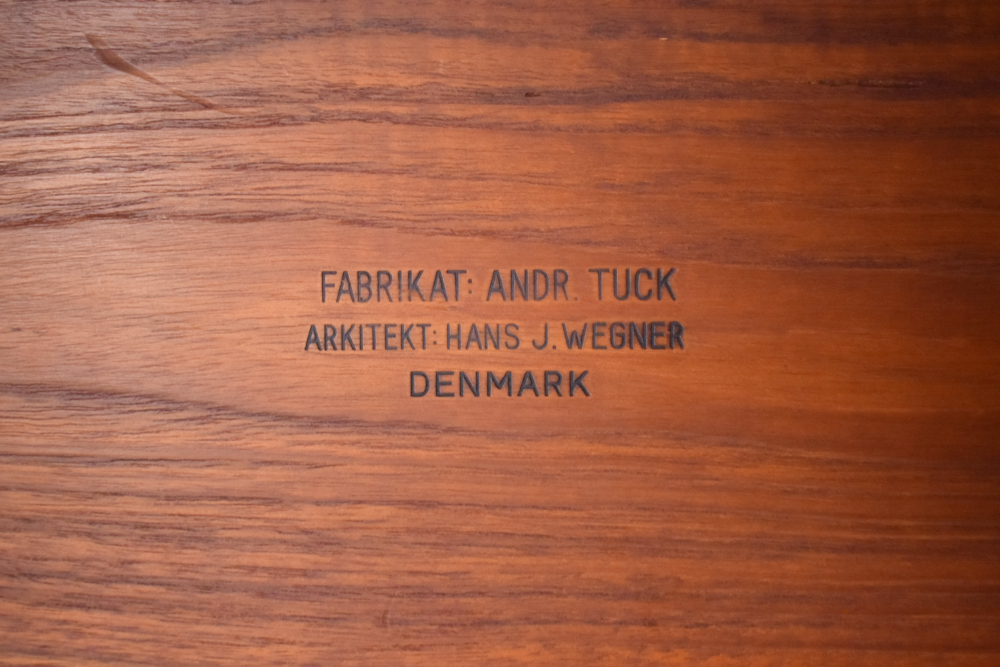 FABRIKAT: ANDR. TUCK
ARKITEKT: HANS J. WEGNER
DENMARK